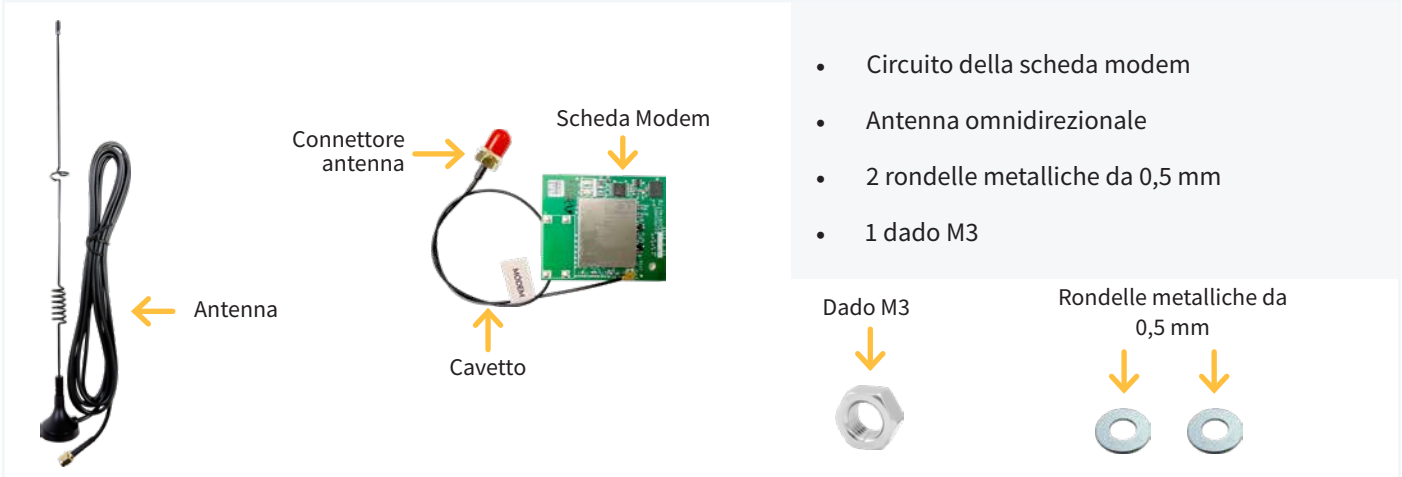 • Circuito della scheda modem
• Antenna omnidirezionale
• 2 rondelle metalliche da 0,5 mm
• 1 dado M3
Connettore
antenna
Scheda Modem
MODEM
Antenna
Cavetto
Dado M3
Rondelle metalliche da
0,5 mm